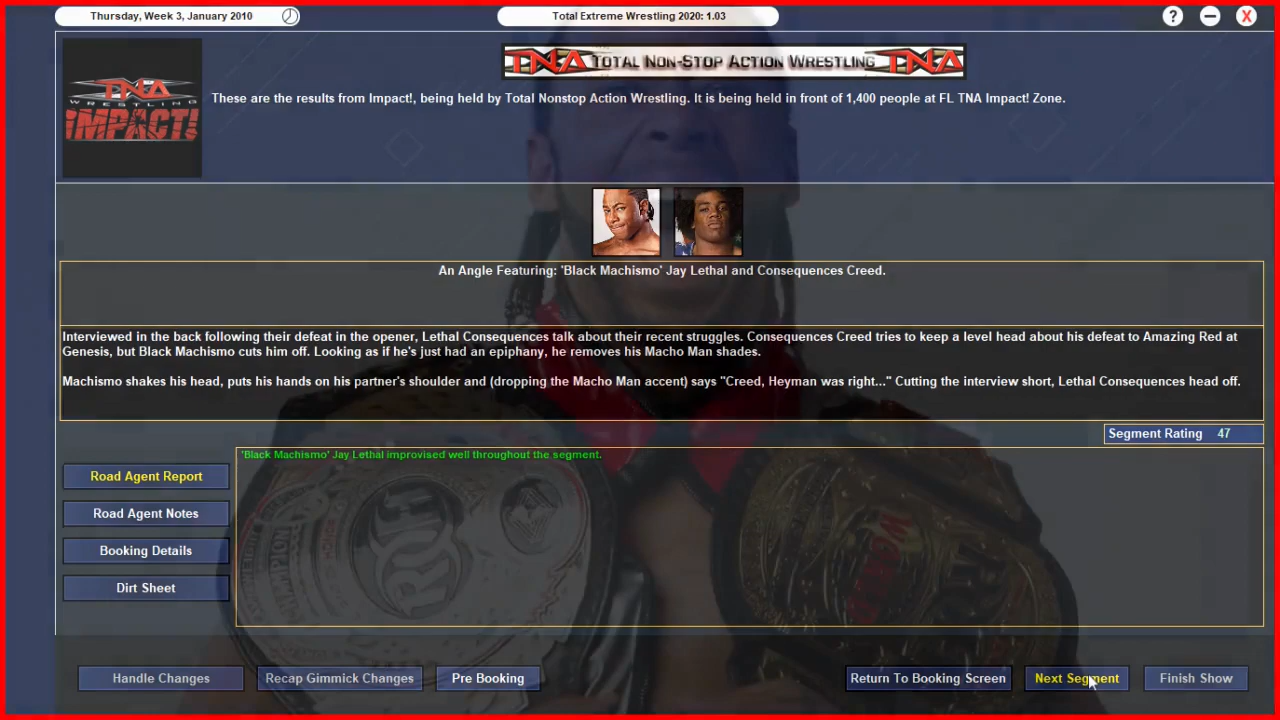 Thursday, Week 3, January 2010
Total Extreme Wrestling 2020: 1.03
?
X
TNA TOTAL NON-STOP ACTION WRESTLING TNA
TNA
WRESTLING
iMPACT!
These are the results from Impact!, being held by Total Nonstop Action Wrestling. It is being held in front of 1,400 people at FL TNA Impact! Zone.
An Angle Featuring: 'Black Machismo' Jay Lethal and Consequences Creed.
Interviewed in the back following their defeat in the opener, Lethal Consequences talk about their recent struggles. Consequences Creed tries to keep a level head about his defeat to Amazing Red at
Genesis, but Black Machismo cuts him off. Looking as if he's just had an epiphany, he removes his Macho Man shades.
Machismo shakes his head, puts his hands on his partner's shoulder and (dropping the Macho Man accent) says "Creed, Heyman was right..." Cutting the interview short, Lethal Consequences head off.
Segment Rating 47
'Black Machismo' Jay Lethal improvised well throughout the segment.
Road Agent Report
Road Agent Notes
Booking Details
Dirt Sheet
Handle Changes
Recap Gimmick Changes
Pre Booking
Return To Booking Screen
Next Segment
Finish Show